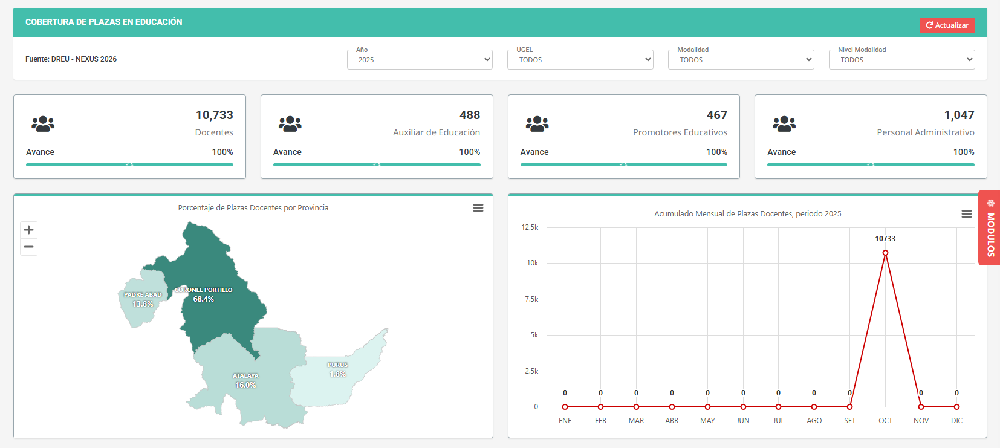 COBERTURA DE PLAZAS EN EDUCACIÓN
Actualizar
Fuente: DREU - NEXUS 2026
Año
2025
UGEL
TODOS
Modalidad
TODOS
Nivel Modalidad
TODOS
10,733
Docentes
Avance 100%
488
Auxiliar de Educación
Avance 100%
467
Promotores Educativos
Avance 100%
1,047
Personal Administrativo
Avance 100%
Porcentaje de Plazas Docentes por Provincia
+
−
CORONEL PORTILLO
68.4%
PADRE ABAD
13.8%
PURUS
1.8%
ATALAYA
16.0%
Acumulado Mensual de Plazas Docentes, periodo 2025
12.5k
10k
7.5k
5k
2.5k
0
10733
0 0 0 0 0 0 0 0 0 0 0
ENE FEB MAR ABR MAY JUN JUL AGO SET OCT NOV DIC
MODULOS